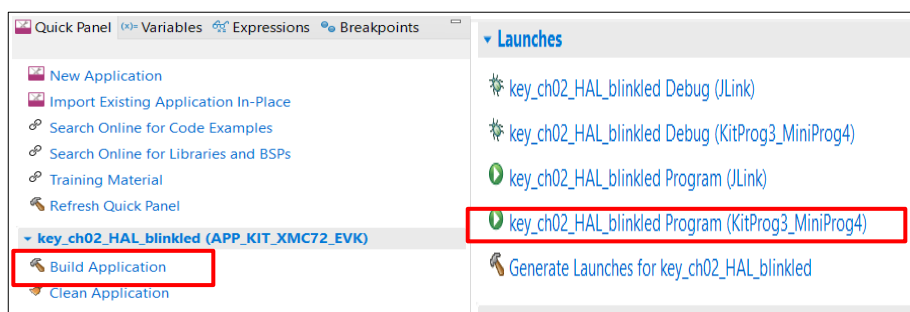 Quick Panel (x)= Variables Expressions Breakpoints
New Application
Import Existing Application In-Place
Search Online for Code Examples
Search Online for Libraries and BSPs
Training Material
Refresh Quick Panel
key_ch02_HAL_blinkled (APP_KIT_XMC72_EVK)
Build Application
Clean Application
Launches
key_ch02_HAL_blinkled Debug (JLink)
key_ch02_HAL_blinkled Debug (KitProg3_MiniProg4)
key_ch02_HAL_blinkled Program (JLink)
key_ch02_HAL_blinkled Program (KitProg3_MiniProg4)
Generate Launches for key_ch02_HAL_blinkled